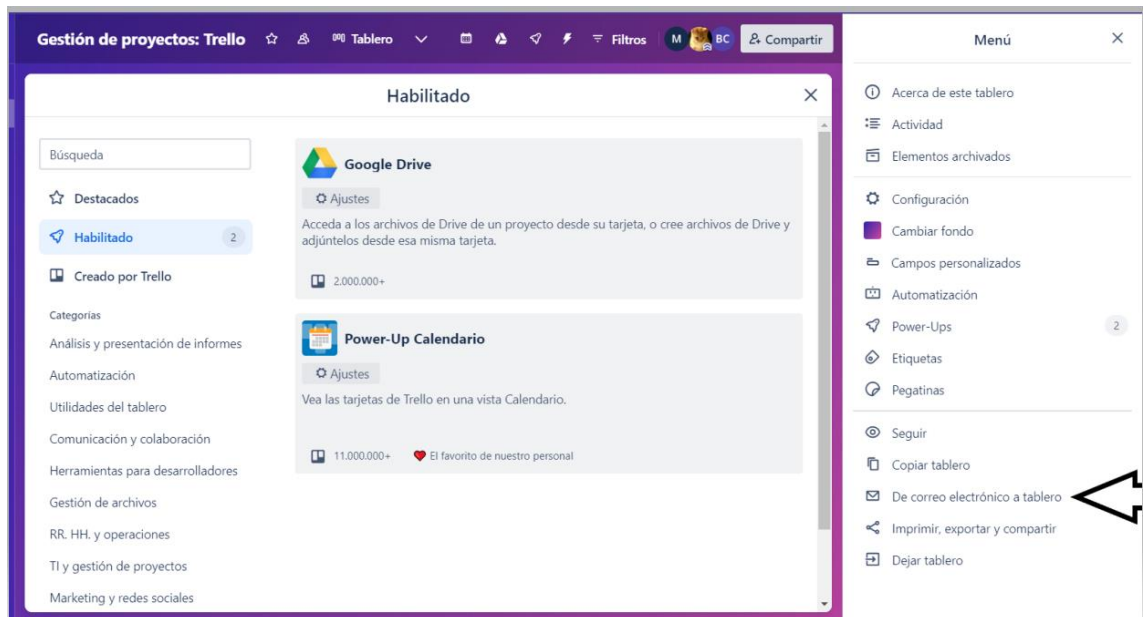 Gestión de proyectos: Trello
Tablero
Filtros
M
BC
Compartir
Habilitado
Búsqueda
Destacados
Habilitado
2
Creado por Trello
Categorías
Análisis y presentación de informes
Automatización
Utilidades del tablero
Comunicación y colaboración
Herramientas para desarrolladores
Gestión de archivos
RR. HH. y operaciones
TI y gestión de proyectos
Marketing y redes sociales
Google Drive
Ajustes
Acceda a los archivos de Drive de un proyecto desde su tarjeta, o cree archivos de Drive y
adjúntelos desde esa misma tarjeta.
2.000.000+
Power-Up Calendario
Ajustes
Vea las tarjetas de Trello en una vista Calendario.
11.000.000+
El favorito de nuestro personal
Menú
Acerca de este tablero
Actividad
Elementos archivados
Configuración
Cambiar fondo
Campos personalizados
Automatización
Power-Ups
2
Etiquetas
Pegatinas
Seguir
Copiar tablero
De correo electrónico a tablero
Imprimir, exportar y compartir
Dejar tablero